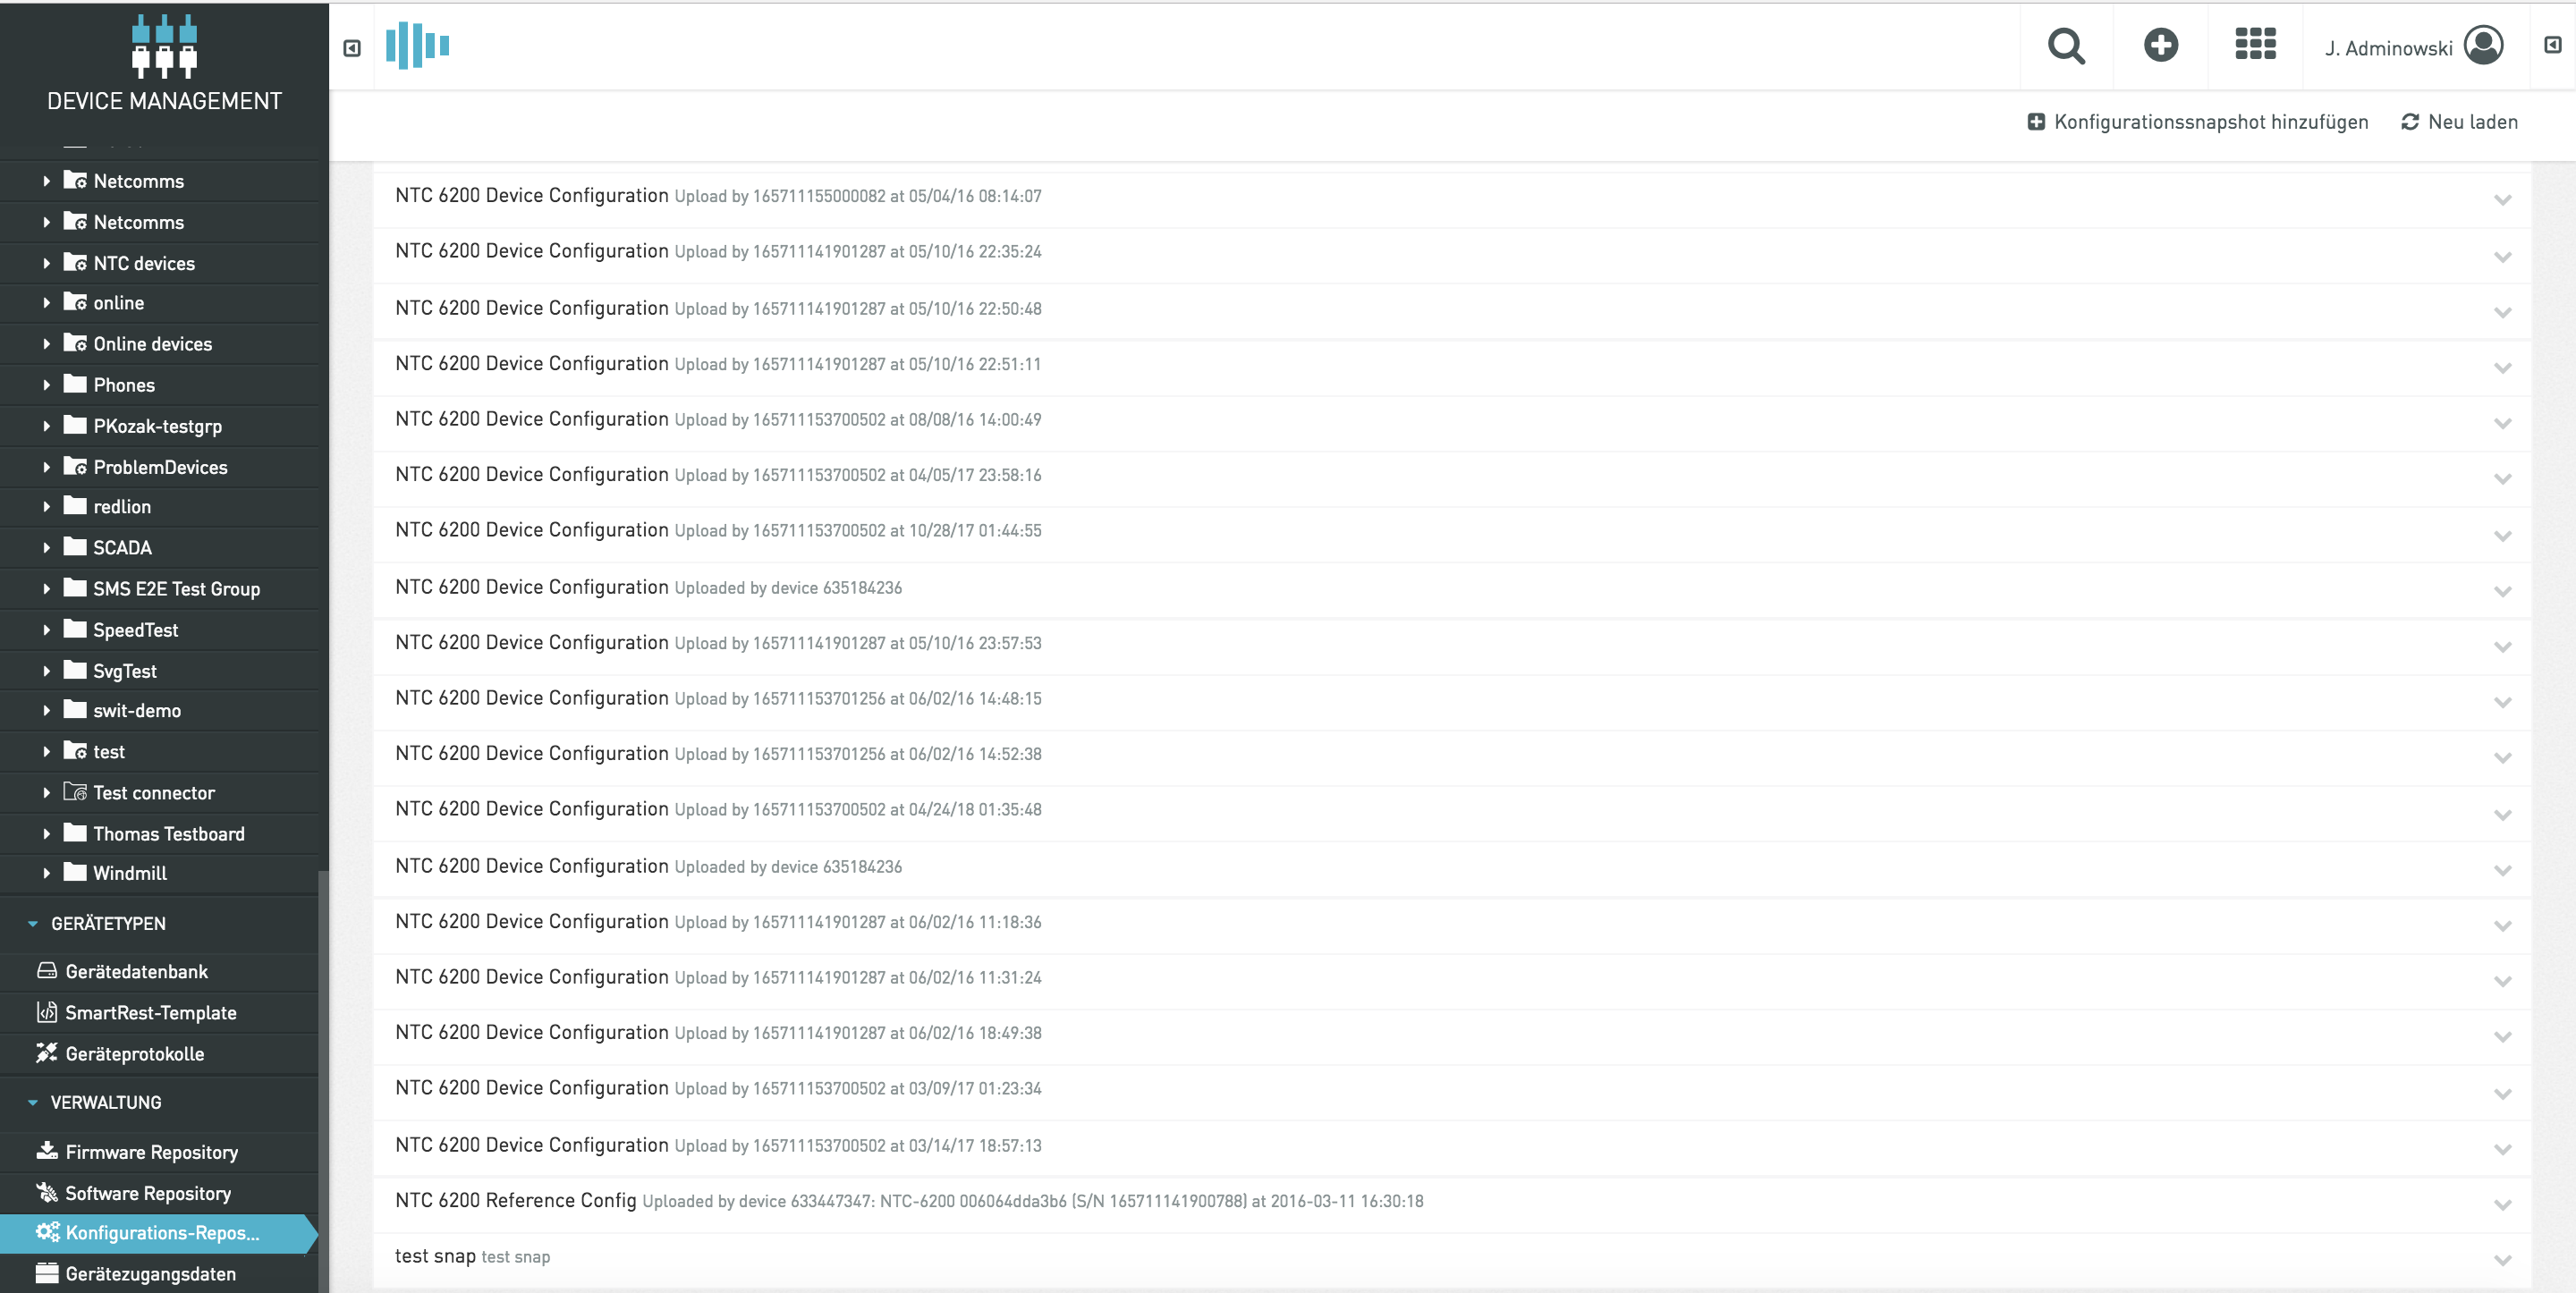 DEVICE MANAGEMENT
Netcomms
Netcomms
NTC devices
online
Online devices
Phones
PKozak-testgrp
ProblemDevices
redlion
SCADA
SMS E2E Test Group
SpeedTest
SvgTest
swit-demo
test
Test connector
Thomas Testboard
Windmill
GERÄTETYPEN
Gerätedatenbank
SmartRest-Template
Geräteprotokolle
VERWALTUNG
Firmware Repository
Software Repository
Konfigurations-Repos...
Gerätezugangsdaten
J. Adminowski
Konfigurationssnapshot hinzufügen Neu laden
NTC 6200 Device Configuration Upload by 165711155000082 at 05/04/16 08:14:07
NTC 6200 Device Configuration Upload by 165711141901287 at 05/10/16 22:35:24
NTC 6200 Device Configuration Upload by 165711141901287 at 05/10/16 22:50:48
NTC 6200 Device Configuration Upload by 165711141901287 at 05/10/16 22:51:11
NTC 6200 Device Configuration Upload by 165711153700502 at 08/08/16 14:00:49
NTC 6200 Device Configuration Upload by 165711153700502 at 04/05/17 23:58:16
NTC 6200 Device Configuration Upload by 165711153700502 at 10/28/17 01:44:55
NTC 6200 Device Configuration Uploaded by device 635184236
NTC 6200 Device Configuration Upload by 165711141901287 at 05/10/16 23:57:53
NTC 6200 Device Configuration Upload by 165711153701256 at 06/02/16 14:48:15
NTC 6200 Device Configuration Upload by 165711153701256 at 06/02/16 14:52:38
NTC 6200 Device Configuration Upload by 165711153700502 at 04/24/18 01:35:48
NTC 6200 Device Configuration Uploaded by device 635184236
NTC 6200 Device Configuration Upload by 165711141901287 at 06/02/16 11:18:36
NTC 6200 Device Configuration Upload by 165711141901287 at 06/02/16 11:31:24
NTC 6200 Device Configuration Upload by 165711141901287 at 06/02/16 18:49:38
NTC 6200 Device Configuration Upload by 165711153700502 at 03/09/17 01:23:34
NTC 6200 Device Configuration Upload by 165711153700502 at 03/14/17 18:57:13
NTC 6200 Reference Config Uploaded by device 633447347: NTC-6200 006064dda3b6 (S/N 165711141900788) at 2016-03-11 16:30:18
test snap test snap